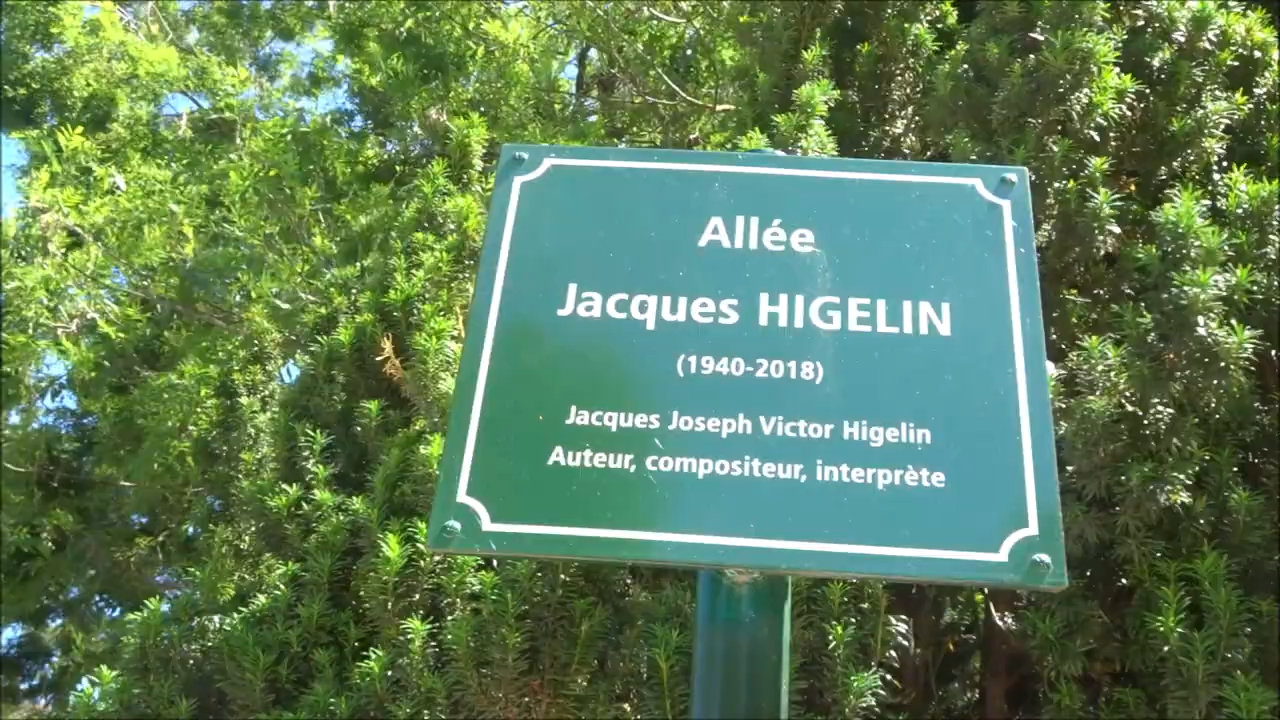 Allée
Jacques HIGELIN
(1940-2018)
Jacques Joseph Victor Higelin
Auteur, compositeur, interprète